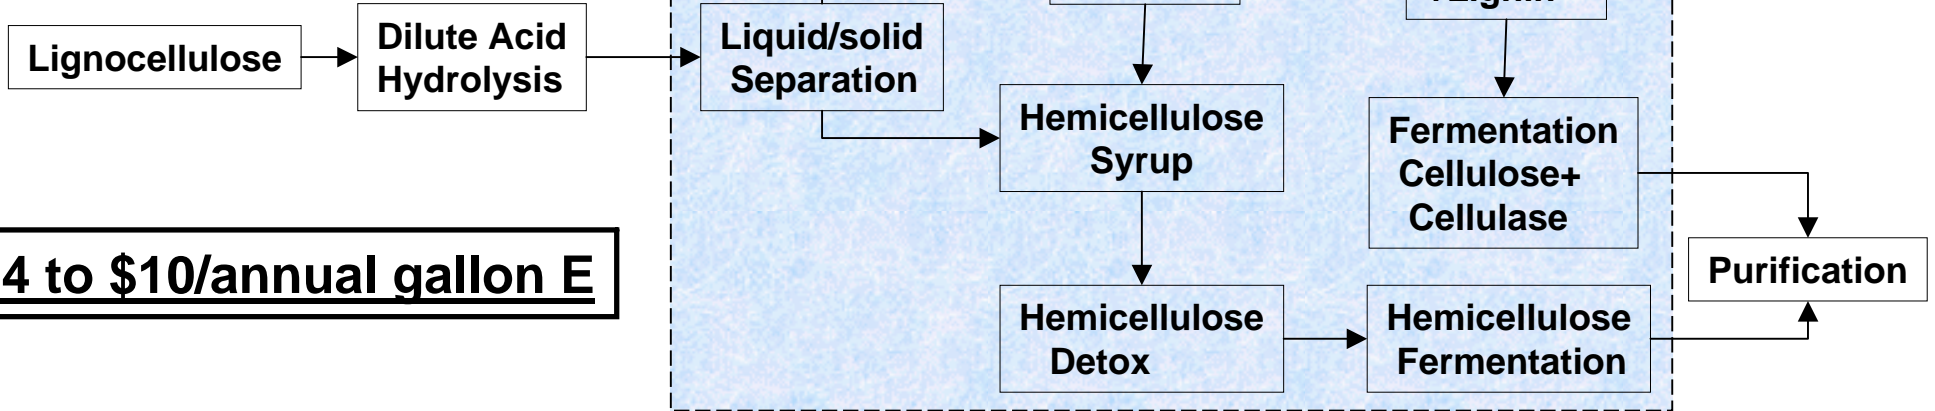 Lignocellulose
Dilute Acid
Hydrolysis
Liquid/solid
Separation
Hemicellulose
Syrup
Fermentation
Cellulose+
Cellulase
4 to $10/annual gallon E
Purification
Hemicellulose
Detox
Hemicellulose
Fermentation